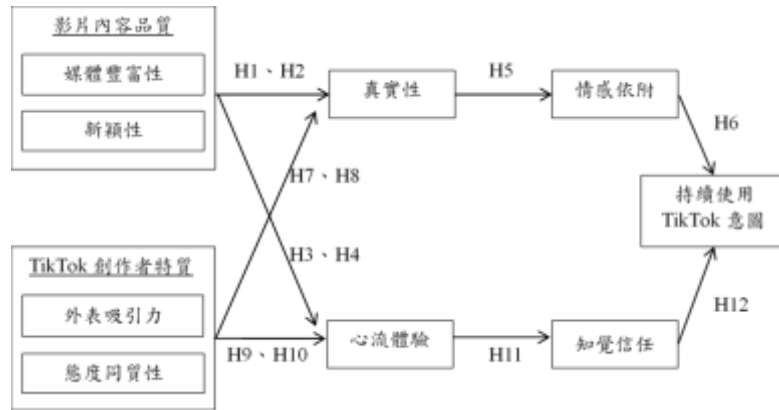 影片內容品質
媒體豐富性
新穎性
H1、H2
真實性
H5
情感依附
H6
H7、H8
持續使用
TikTok 意圖
H3、H4
TikTok 創作者特質
外表吸引力
態度同質性
H9、H10
心流體驗
H11
知覺信任
H12